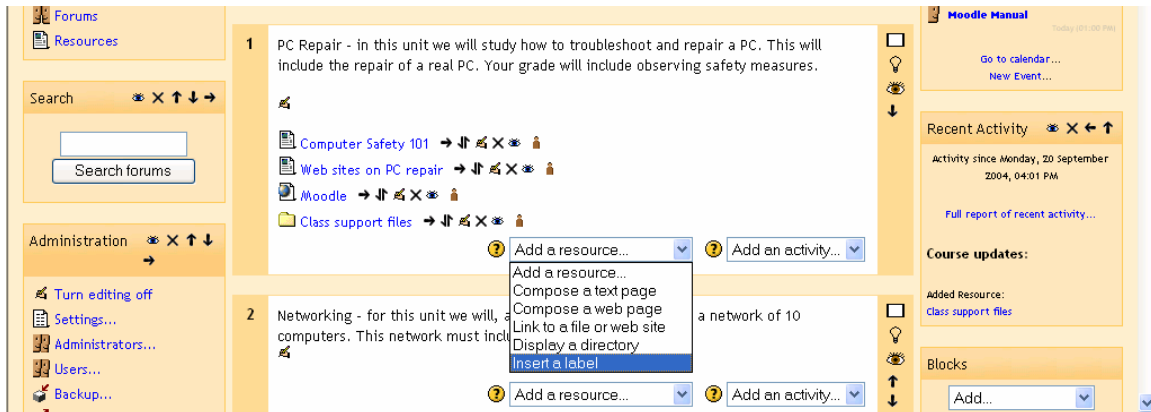 Forums
Resources
Search
Search forums
Administration
Turn editing off
Settings...
Administrators...
Users...
Backup...
1
PC Repair - in this unit we will study how to troubleshoot and repair a PC. This will
include the repair of a real PC. Your grade will include observing safety measures.
Computer Safety 101
Web sites on PC repair
Moodle
Class support files
Add a resource...
Add an activity...
Add a resource...
Compose a text page
Compose a web page
Link to a file or web site
Display a directory
Insert a label
2
Networking - for this unit we will, a network of 10
computers. This network must
Add a resource...
Add an activity...
Moodle Manual
Today (01:00 PM)
Go to calendar...
New Event...
Recent Activity
Activity since Monday, 20 September
2004, 04:01 PM
Full report of recent activity...
Course updates:
Added Resource:
Class support files
Blocks
Add...